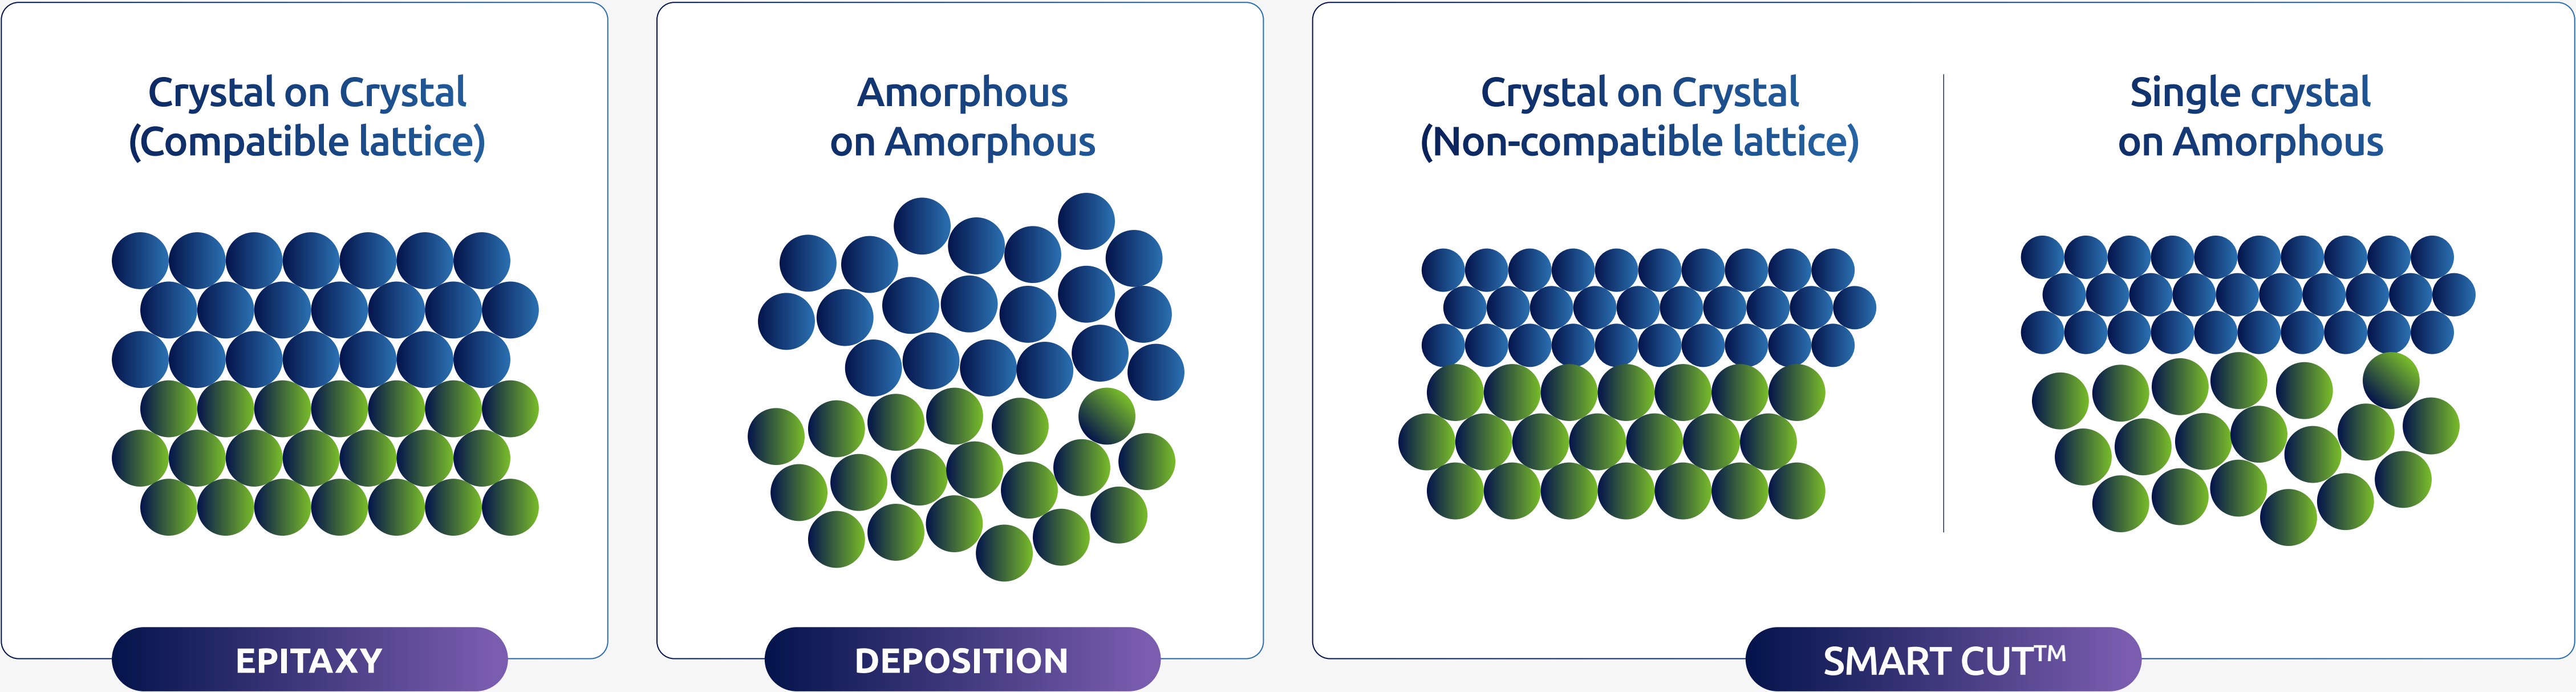 Crystal on Crystal
(Compatible lattice)
EPITAXY
Amorphous
on Amorphous
DEPOSITION
Crystal on Crystal
(Non-compatible lattice)
Single crystal
on Amorphous
SMART CUT™